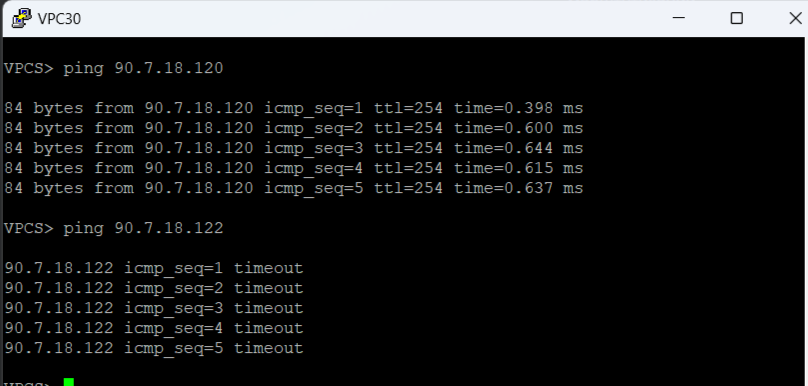 VPC30
VPCS> ping 90.7.18.120
84 bytes from 90.7.18.120 icmp_seq=1 ttl=254 time=0.398 ms
84 bytes from 90.7.18.120 icmp_seq=2 ttl=254 time=0.600 ms
84 bytes from 90.7.18.120 icmp_seq=3 ttl=254 time=0.644 ms
84 bytes from 90.7.18.120 icmp_seq=4 ttl=254 time=0.615 ms
84 bytes from 90.7.18.120 icmp_seq=5 ttl=254 time=0.637 ms
VPCS> ping 90.7.18.122
90.7.18.122 icmp_seq=1 timeout
90.7.18.122 icmp_seq=2 timeout
90.7.18.122 icmp_seq=3 timeout
90.7.18.122 icmp_seq=4 timeout
90.7.18.122 icmp_seq=5 timeout
VPCS>